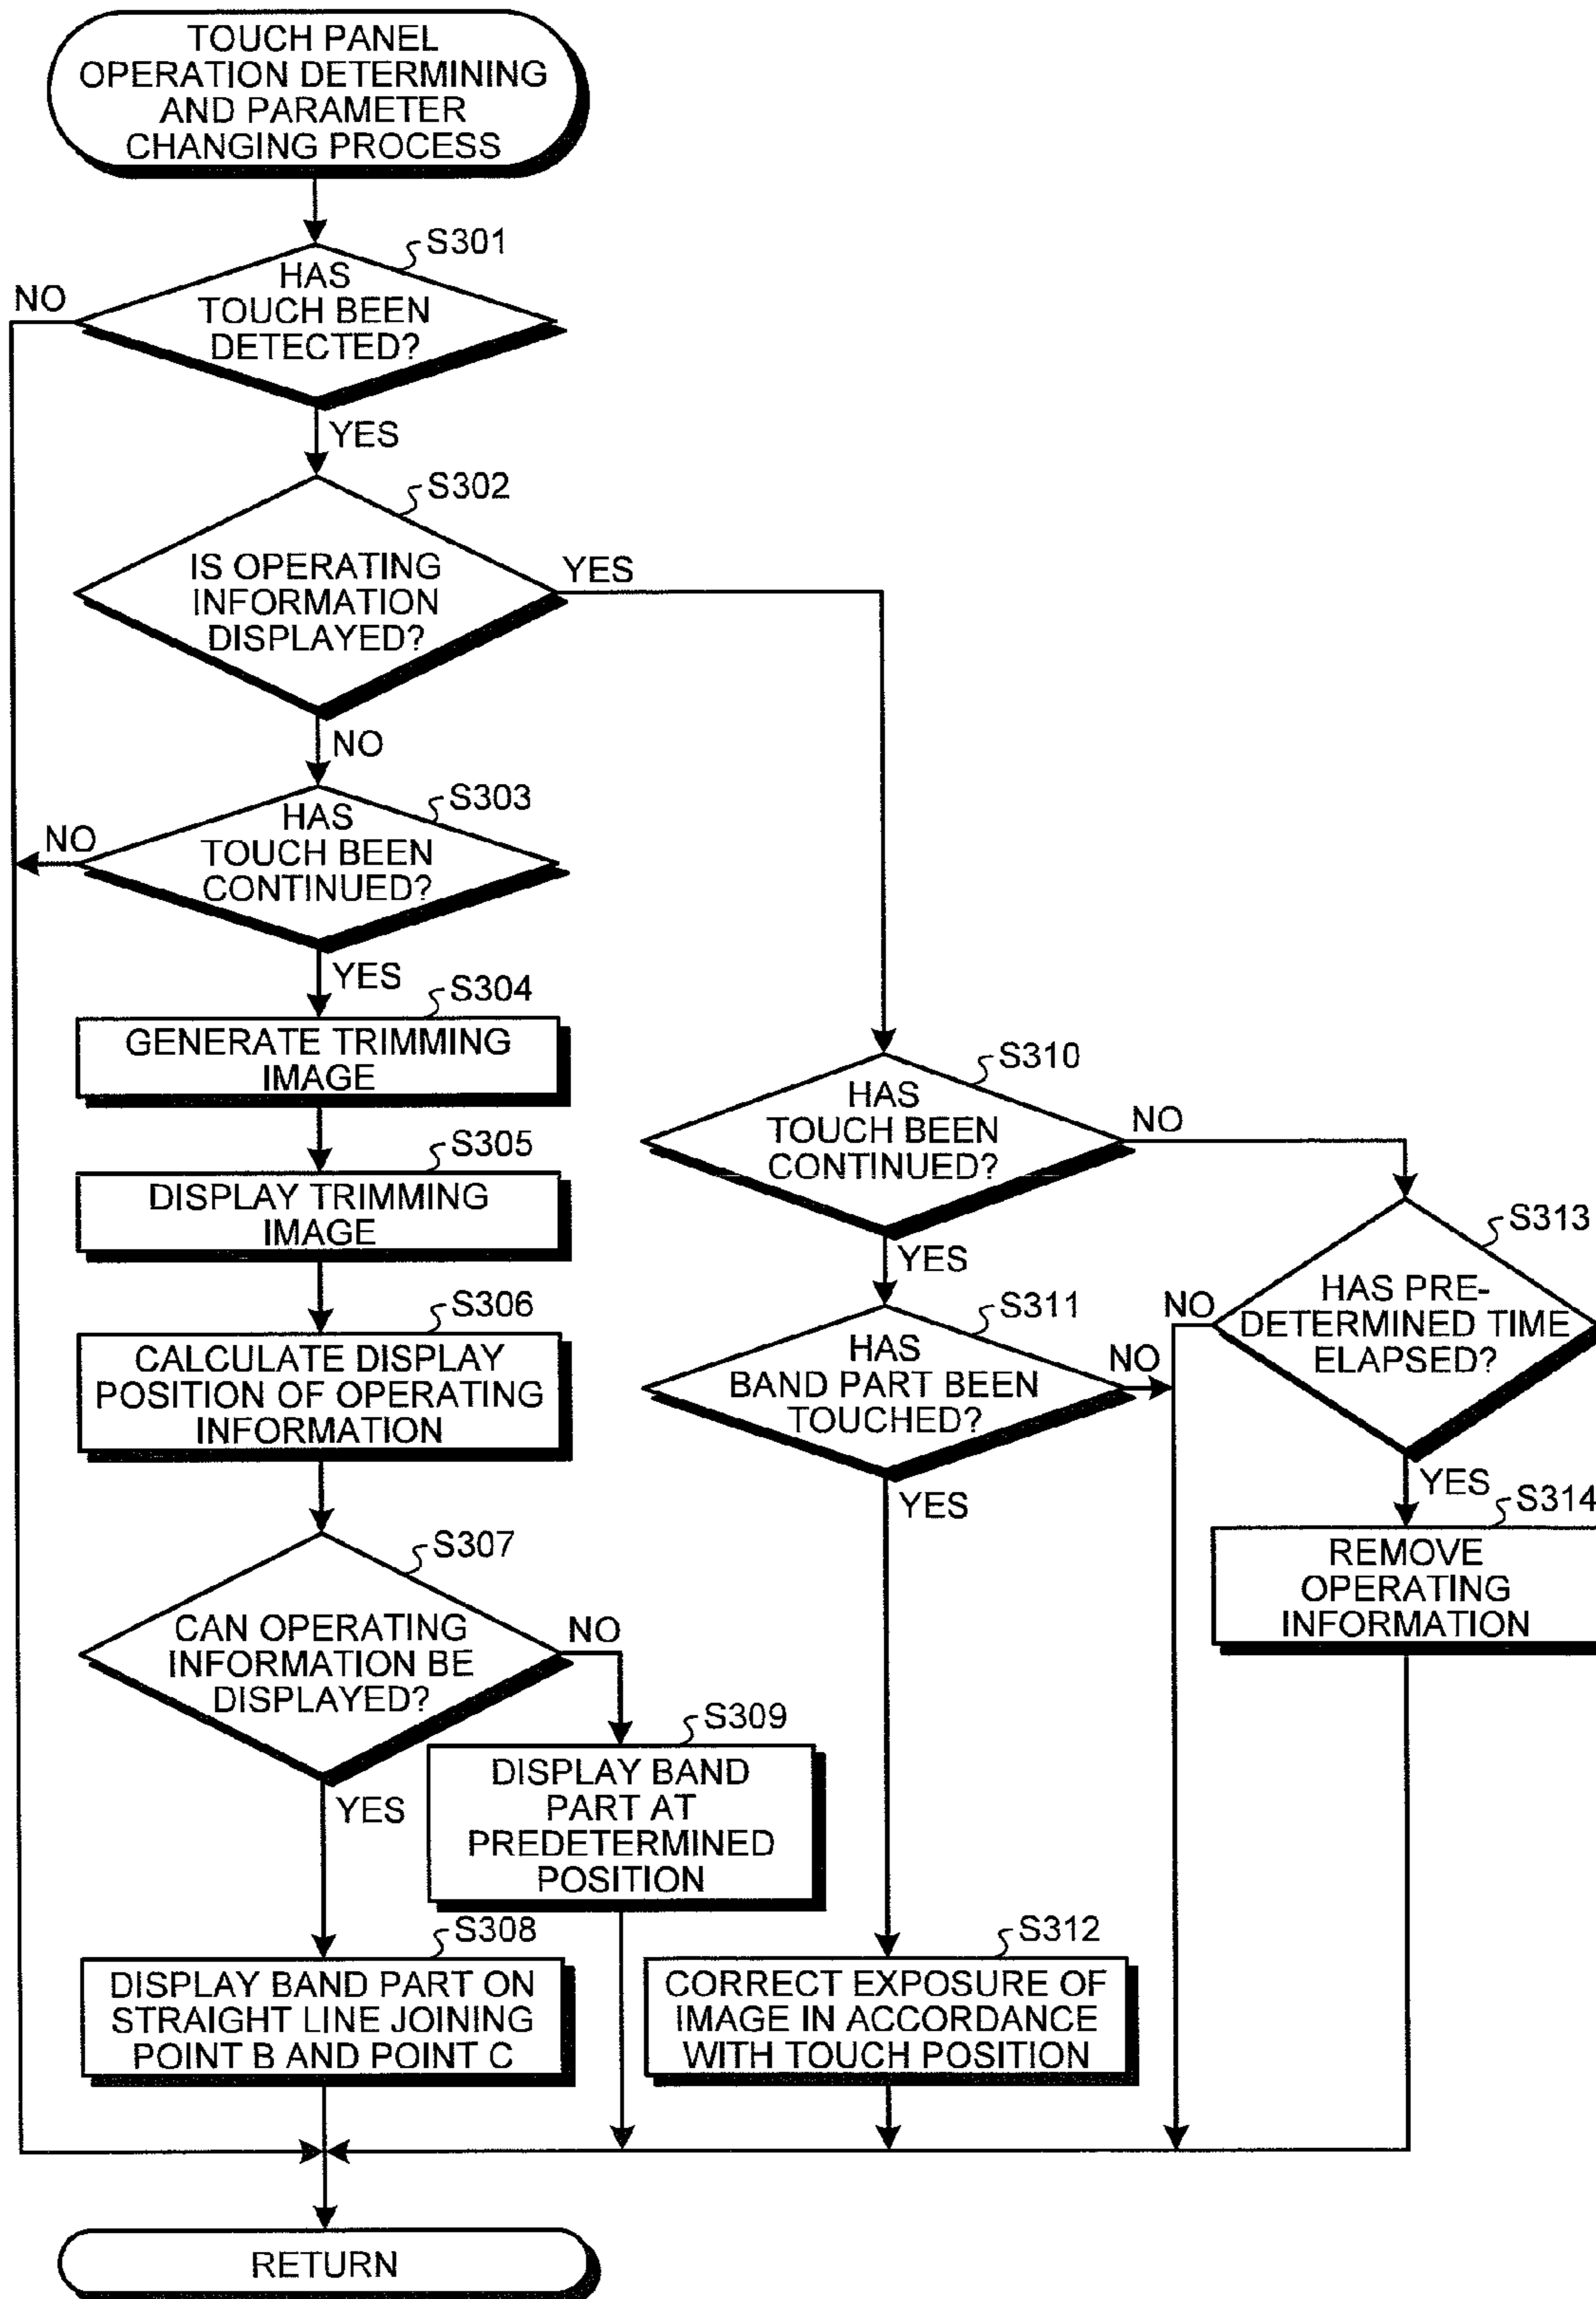 TOUCH PANEL
OPERATION DETERMINING
AND PARAMETER
CHANGING PROCESS
S301
HAS
TOUCH BEEN
DETECTED?
NO
YES
S302
IS OPERATING
INFORMATION
DISPLAYED?
YES
NO
S303
HAS
TOUCH BEEN
CONTINUED?
NO
YES
S304
GENERATE TRIMMING
IMAGE
S305
DISPLAY TRIMMING
IMAGE
S306
CALCULATE DISPLAY
POSITION OF OPERATING
INFORMATION
S307
CAN OPERATING
INFORMATION BE
DISPLAYED?
NO
YES
S309
DISPLAY BAND
PART AT
PREDETERMINED
POSITION
S308
DISPLAY BAND PART ON
STRAIGHT LINE JOINING
POINT B AND POINT C
S310
HAS
TOUCH BEEN
CONTINUED?
NO
YES
S311
HAS
BAND PART BEEN
TOUCHED?
NO
YES
S312
CORRECT EXPOSURE OF
IMAGE IN ACCORDANCE
WITH TOUCH POSITION
S313
HAS PRE-
DETERMINED TIME
ELAPSED?
NO
YES
S314
REMOVE
OPERATING
INFORMATION
RETURN